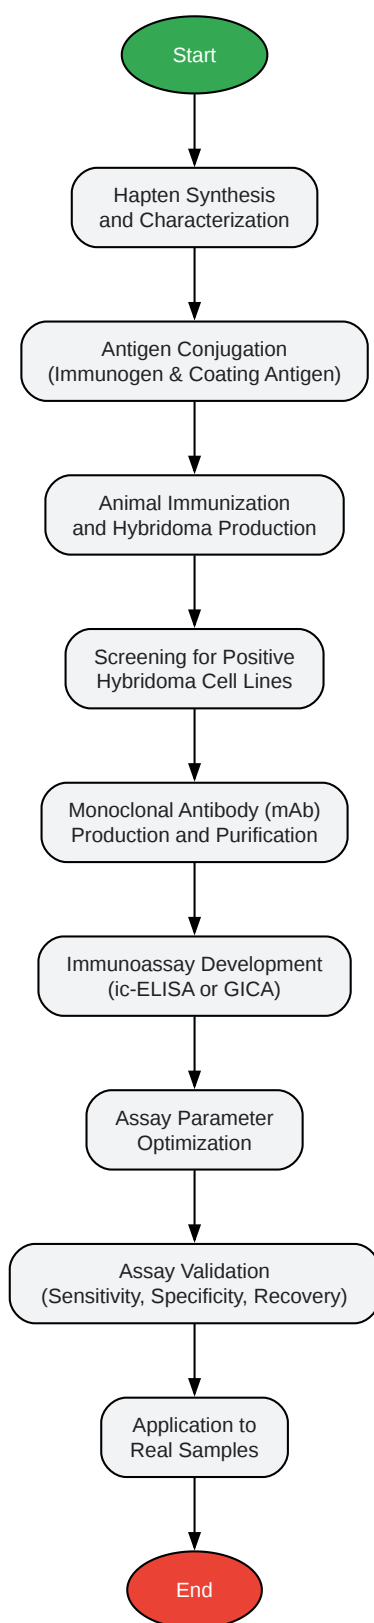 Start
Hapten Synthesis
and Characterization
Antigen Conjugation
(Immunogen & Coating Antigen)
Animal Immunization
and Hybridoma Production
Screening for Positive
Hybridoma Cell Lines
Monoclonal Antibody (mAb)
Production and Purification
Immunoassay Development
(ic-ELISA or GICA)
Assay Parameter
Optimization
Assay Validation
(Sensitivity, Specificity, Recovery)
Application to
Real Samples
End